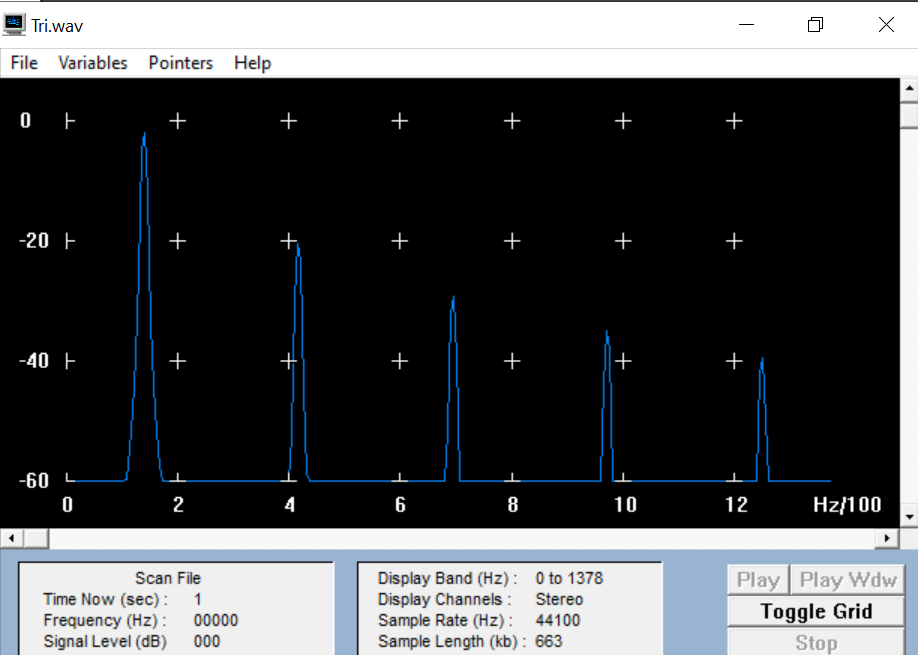 Tri.wav
File Variables Pointers Help
0
-20
-40
-60
0 2 4 6 8 10 12 Hz/100
Scan File
Time Now (sec) : 1
Frequency (Hz) : 00000
Signal Level (dB) 000
Display Band (Hz) : 0 to 1378
Display Channels : Stereo
Sample Rate (Hz) : 44100
Sample Length (kb) : 663
Play Play Wdw
Toggle Grid
Stop